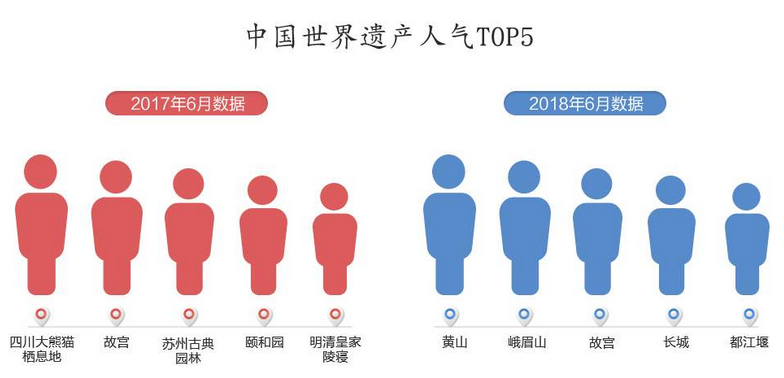 中国世界遗产人气TOP5
2017年6月数据
2018年6月数据
四川大熊猫
栖息地
故宫
苏州古典
园林
颐和园
明清皇家
陵寝
黄山
峨眉山
故宫
长城
都江堰